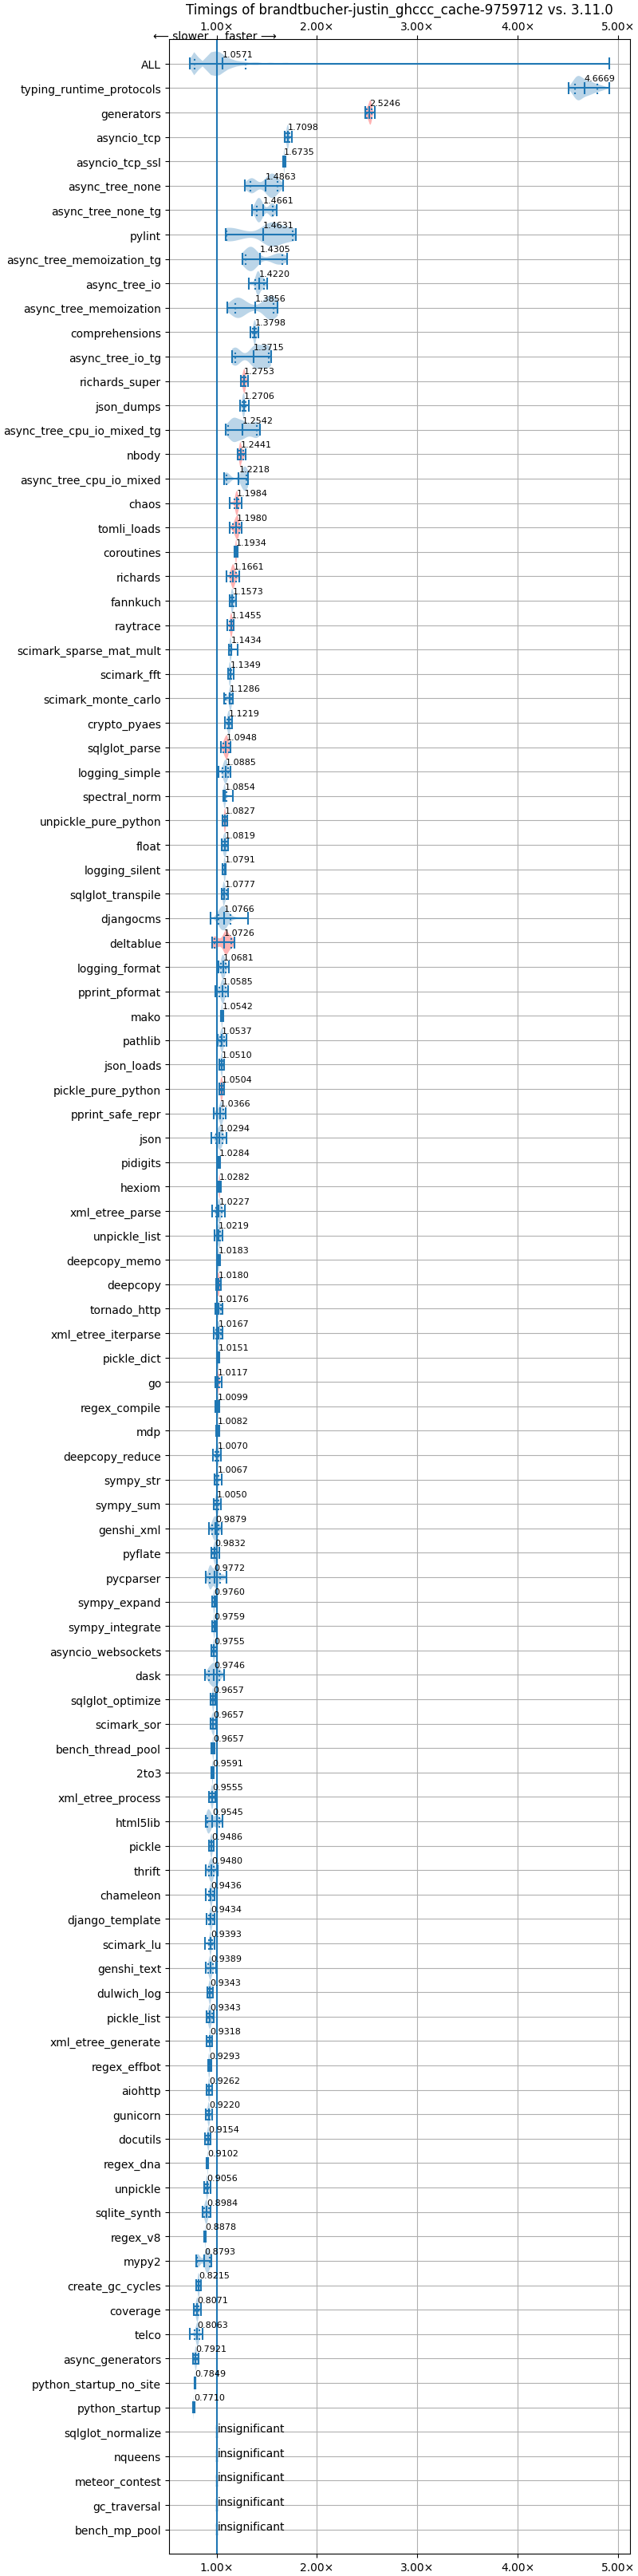 Timings of brandtbucher-justin_ghccc_cache-9759712 vs. 3.11.0
1.00× 2.00× 3.00× 4.00× 5.00×
⟵ slower faster ⟶
ALL 1.0571
typing_runtime_protocols 4.6669
generators 2.5246
asyncio_tcp 1.7098
asyncio_tcp_ssl 1.6735
async_tree_none 1.4863
async_tree_none_tg 1.4661
pylint 1.4631
async_tree_memoization_tg 1.4305
async_tree_io 1.4220
async_tree_memoization 1.3856
comprehensions 1.3798
async_tree_io_tg 1.3715
richards_super 1.2753
json_dumps 1.2706
async_tree_cpu_io_mixed_tg 1.2542
nbody 1.2441
async_tree_cpu_io_mixed 1.2218
chaos 1.1984
tomli_loads 1.1980
coroutines 1.1934
richards 1.1661
fannkuch 1.1573
raytrace 1.1455
scimark_sparse_mat_mult 1.1434
scimark_fft 1.1349
scimark_monte_carlo 1.1286
crypto_pyaes 1.1219
sqlglot_parse 1.0948
logging_simple 1.0885
spectral_norm 1.0854
unpickle_pure_python 1.0827
float 1.0819
logging_silent 1.0791
sqlglot_transpile 1.0777
djangocms 1.0766
deltablue 1.0726
logging_format 1.0681
pprint_pformat 1.0585
mako 1.0542
pathlib 1.0537
json_loads 1.0510
pickle_pure_python 1.0504
pprint_safe_repr 1.0366
json 1.0294
pidigits 1.0284
hexiom 1.0282
xml_etree_parse 1.0227
unpickle_list 1.0219
deepcopy_memo 1.0183
deepcopy 1.0180
tornado_http 1.0176
xml_etree_iterparse 1.0167
pickle_dict 1.0151
go 1.0117
regex_compile 1.0099
mdp 1.0082
deepcopy_reduce 1.0070
sympy_str 1.0067
sympy_sum 1.0050
genshi_xml 0.9879
pyflate 0.9832
pycparser 0.9772
sympy_expand 0.9760
sympy_integrate 0.9759
asyncio_websockets 0.9755
dask 0.9746
sqlglot_optimize 0.9657
scimark_sor 0.9657
bench_thread_pool 0.9657
2to3 0.9591
xml_etree_process 0.9555
html5lib 0.9545
pickle 0.9486
thrift 0.9480
chameleon 0.9436
django_template 0.9434
scimark_lu 0.9393
genshi_text 0.9389
dulwich_log 0.9343
pickle_list 0.9343
xml_etree_generate 0.9318
regex_effbot 0.9293
aiohttp 0.9262
gunicorn 0.9220
docutils 0.9154
regex_dna 0.9102
unpickle 0.9056
sqlite_synth 0.8984
regex_v8 0.8878
mypy2 0.8793
create_gc_cycles 0.8215
coverage 0.8071
telco 0.8063
async_generators 0.7921
python_startup_no_site 0.7849
python_startup 0.7710
sqlglot_normalize insignificant
nqueens insignificant
meteor_contest insignificant
gc_traversal insignificant
bench_mp_pool insignificant
1.00× 2.00× 3.00× 4.00× 5.00×